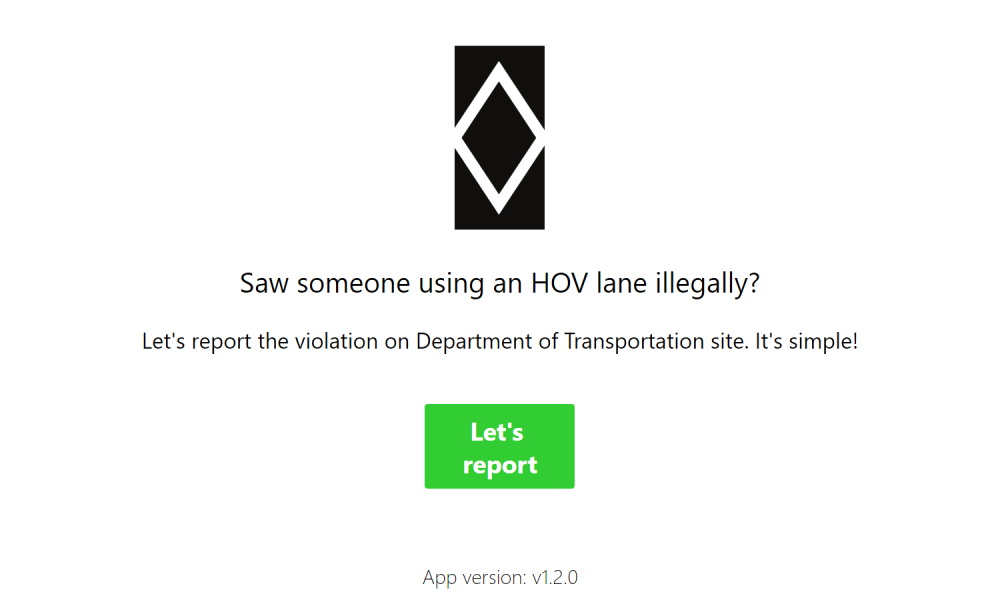 Saw someone using an HOV lane illegally?
Let's report the violation on Department of Transportation site. It's simple!
Let's
report
App version: v1.2.0